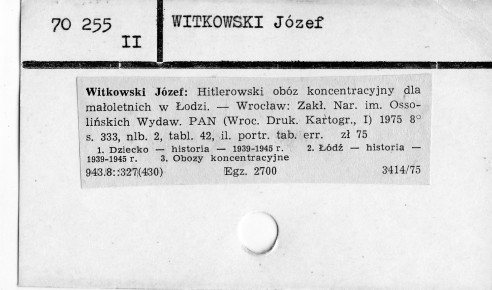 70 255
II
WITKOWSKI Józef
Witkowski Józef: Hitlerowski obóz koncentracyjny dla
małoletnich w Łodzi. — Wrocław: Zakł. Nar. im. Osso-
lińskich Wydaw. PAN (Wroc. Druk. Kartogr., I) 1975 8°
s. 333, nlb. 2, tabl. 42, il. portr. tab. err. zł 75
1. Dziecko — historia — 1939-1945 r. 2. Łódź — historia —
1939-1945 r. 3. Obozy koncentracyjne
943.8::327(430) Egz. 2700 3414/75